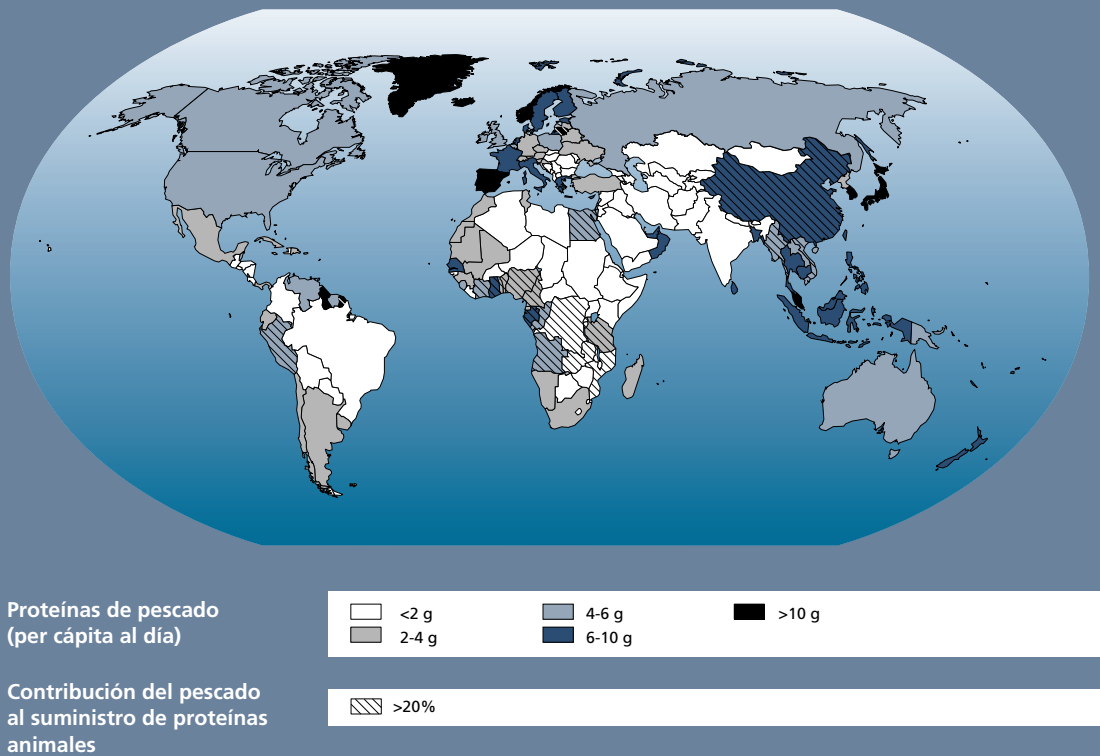 Proteínas de pescado
(per cápita al día)
<2 g
4-6 g
>10 g
2-4 g
6-10 g
Contribución del pescado
al suministro de proteínas
animales
>20%